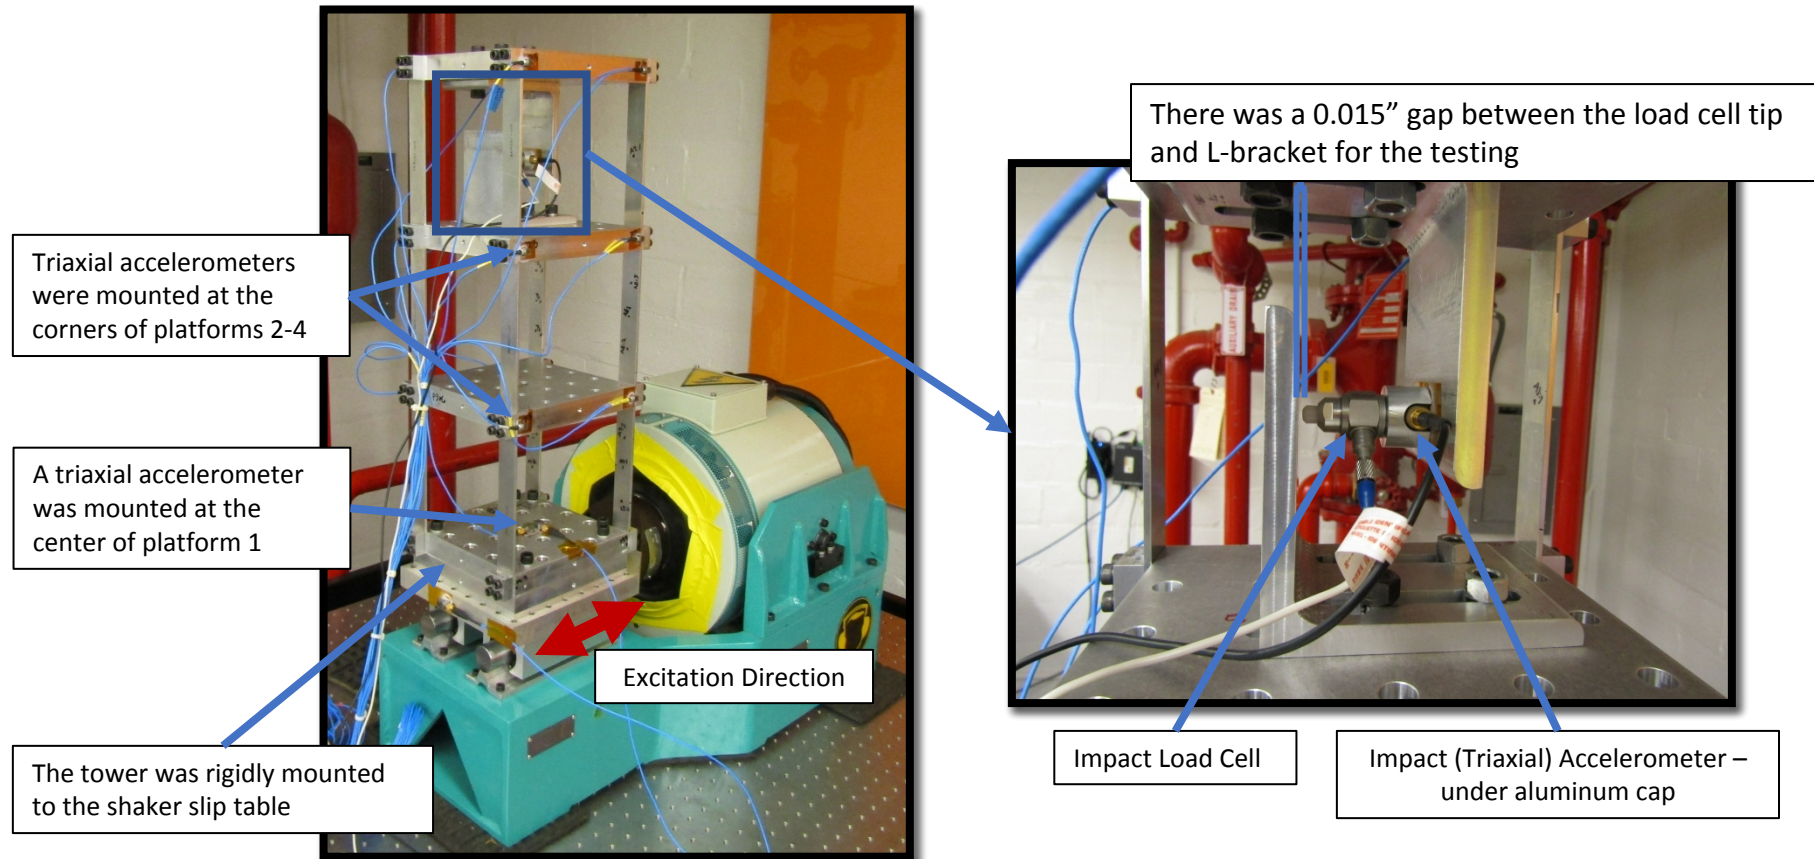 There was a 0.015” gap between the load cell tip
and L-bracket for the testing
Triaxial accelerometers
were mounted at the
corners of platforms 2-4
A triaxial accelerometer
was mounted at the
center of platform 1
The tower was rigidly mounted
to the shaker slip table
Excitation Direction
AUXILIARY DRAIN
Impact Load Cell
Impact (Triaxial) Accelerometer –
under aluminum cap